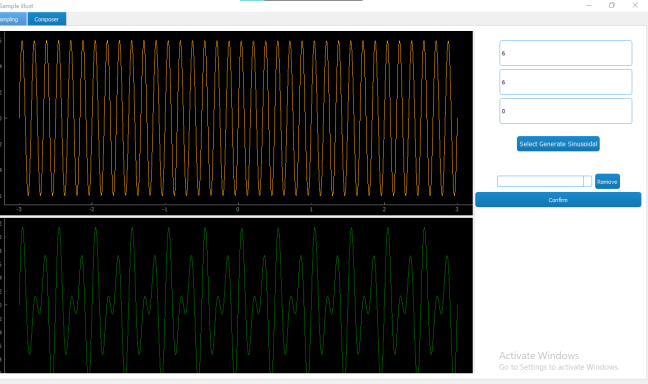 Sample illust
ampling Composer
6
6
0
Select Generate Sinusoidal
Remove
Confirm
-3 -2 -1 0 1 2 3
Activate Windows
Go to Settings to activate Windows.